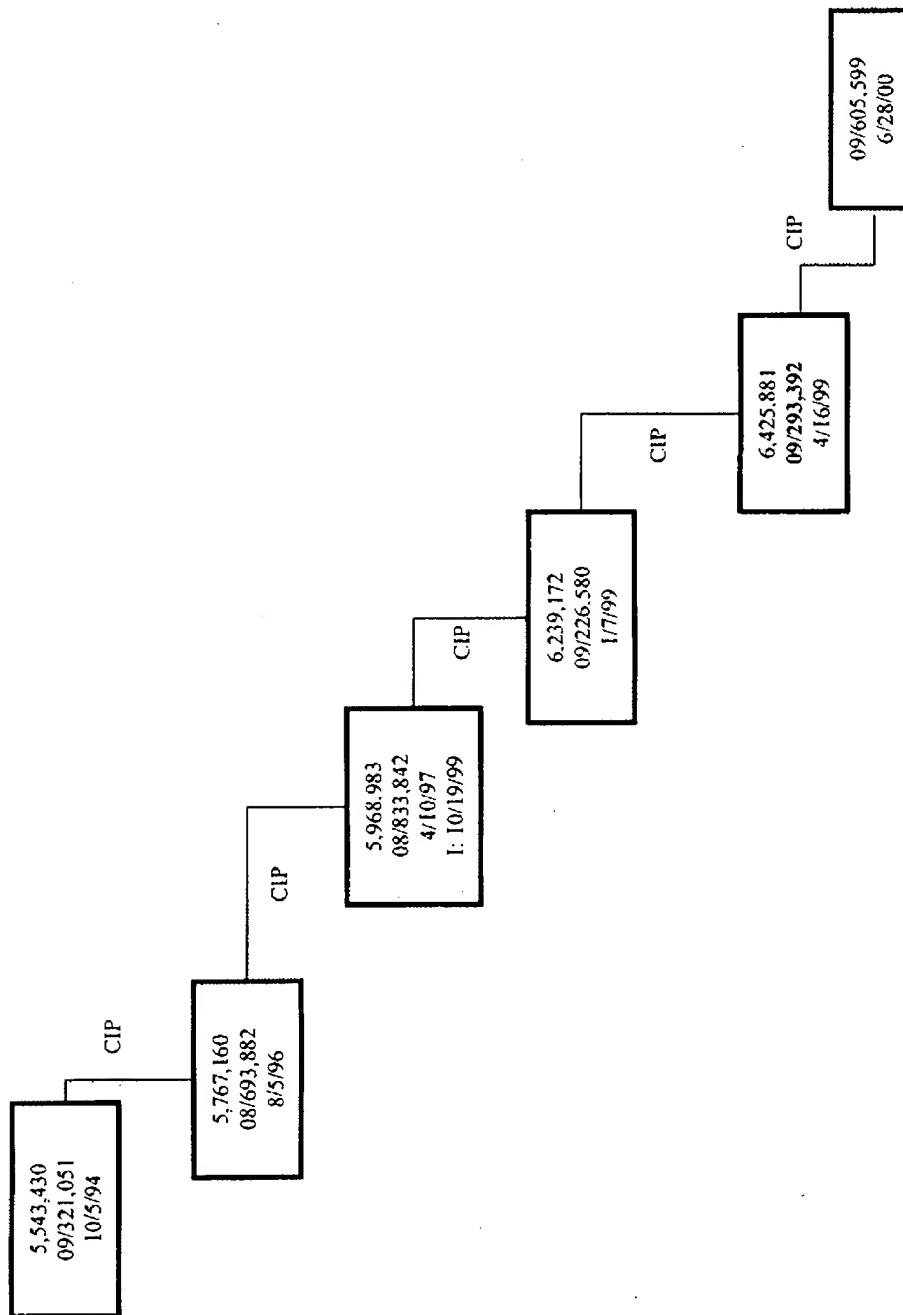 5,543,430
09/321,051
10/5/94
CIP
5,767,160
08/693,882
8/5/96
CIP
5,968.983
08/833,842
4/10/97
I: 10/19/99
CIP
6,239,172
09/226.580
1/7/99
CIP
6,425.881
09/293,392
4/16/99
CIP
09/605.599
6/28/00